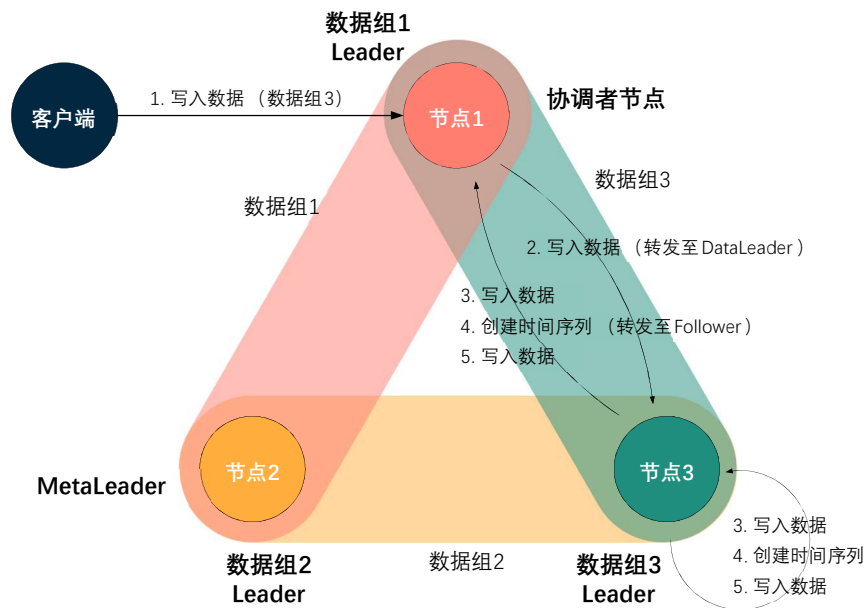 数据组1
Leader
客户端
1. 写入数据 （数据组3）
节点1
协调者节点
数据组1
数据组3
2. 写入数据 （转发至DataLeader）
3. 写入数据
4. 创建时间序列 （转发至Follower）
5. 写入数据
节点2
节点3
MetaLeader
3. 写入数据
4. 创建时间序列
5. 写入数据
数据组2
Leader
数据组2
数据组3
Leader